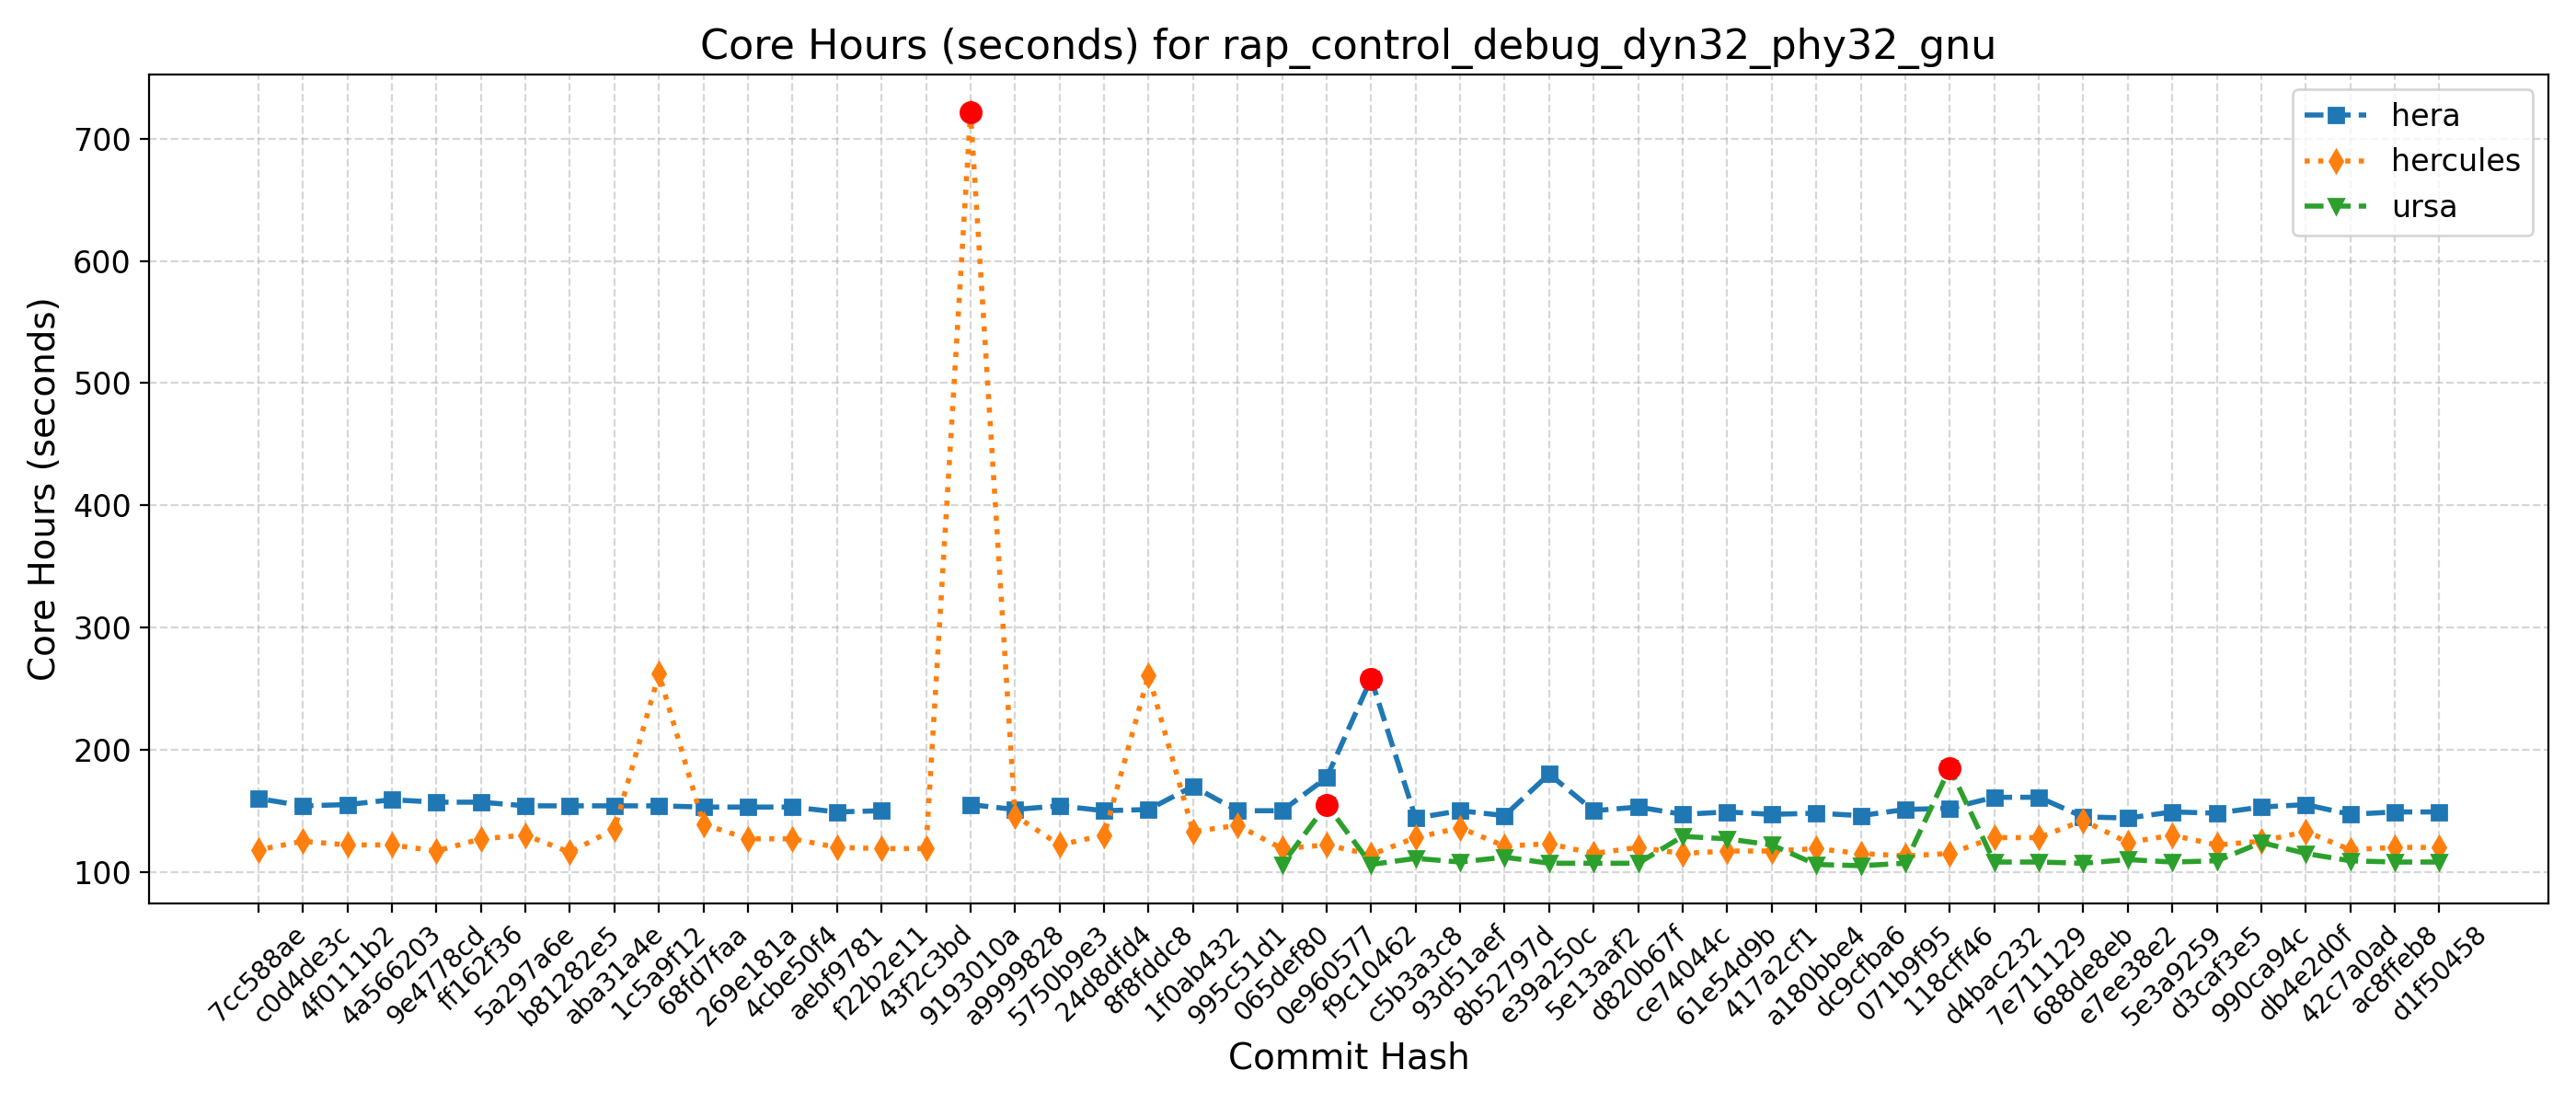 Core Hours (seconds) for rap_control_debug_dyn32_phy32_gnu
hera
hercules
ursa
Core Hours (seconds)
700
600
500
400
300
200
100
7cc588ae
c0d4de3c
4f0111b2
4a566203
9e4778cd
ff162f36
5a297a6e
b81282e5
aba31a4e
1c5a9f12
68fd7faa
269e181a
4cbe50f4
aebf9781
f22b2e11
43f2c3bd
9193010a
a9999828
5750b9e3
24d8dfd4
8f8fddc8
1f0ab432
995c51d1
065def80
0e960577
f9c10462
c5b3a3c8
93d51aef
8b52797d
e39a250c
5e13aaf2
d820b67f
ce74044c
61e54d9b
417a2cf1
a180bbe4
dc9cfba6
071b9f95
118cff46
d4bac232
7e711129
688de8eb
e7ee38e2
5e3a9259
d3caf3e5
990ca94c
db4e2d0f
42c7a0ad
ac8ffeb8
d1f50458
Commit Hash